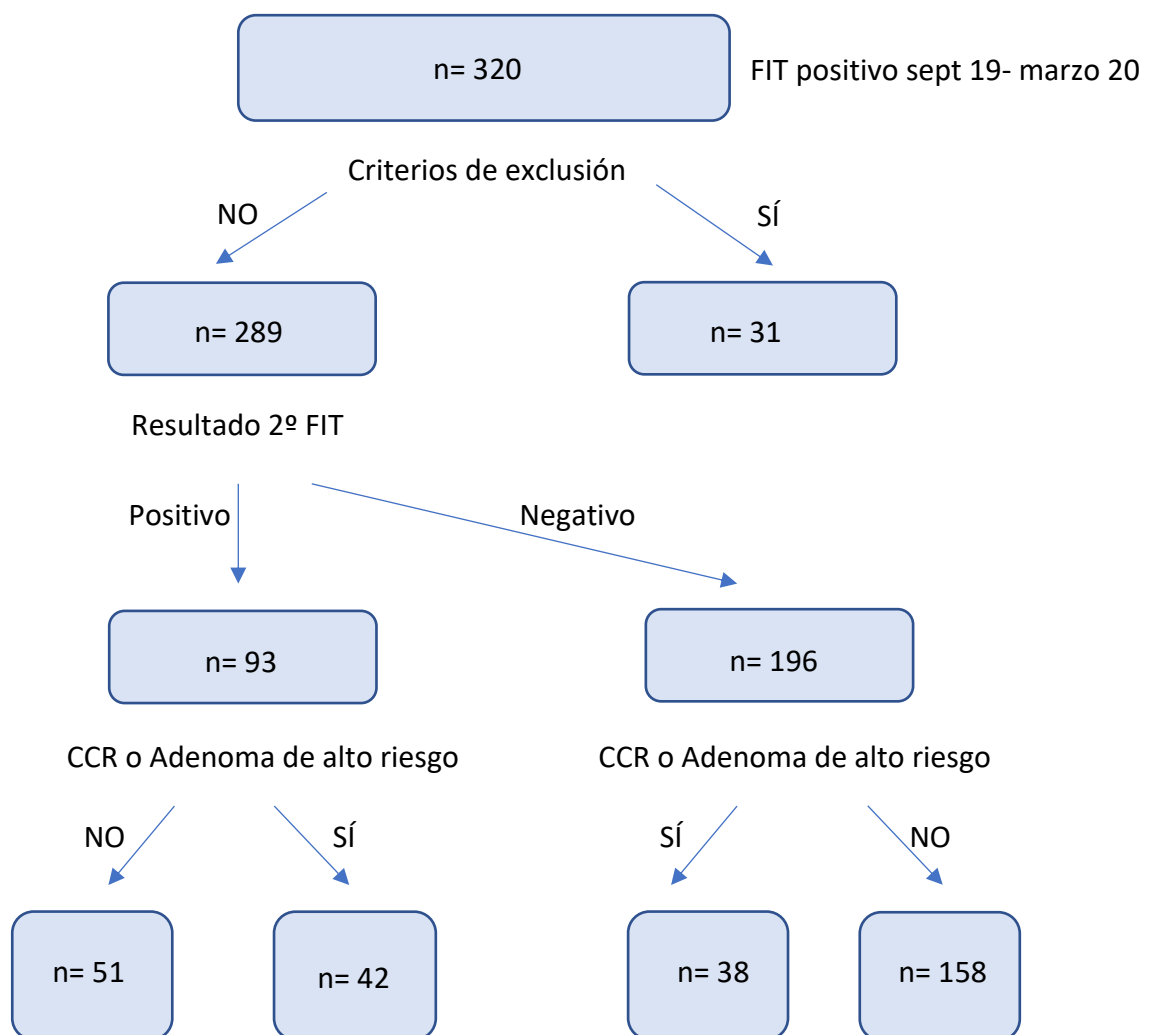 n= 320
FIT positivo sept 19- marzo 20
Criterios de exclusión
NO
SÍ
n= 289
n= 31
Resultado 2º FIT
Positivo
Negativo
n= 93
n= 196
CCR o Adenoma de alto riesgo
CCR o Adenoma de alto riesgo
NO
SÍ
SÍ
NO
n= 51
n= 42
n= 38
n= 158